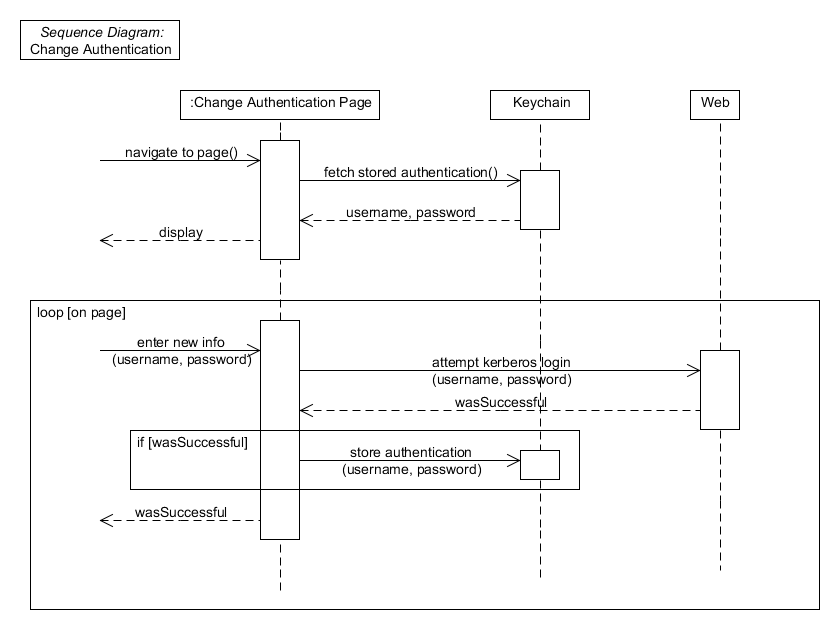 Sequence Diagram:
Change Authentication
:Change Authentication Page
Keychain
Web
navigate to page()
fetch stored authentication()
username, password
display
loop [on page]
enter new info
(username, password)
attempt kerberos login
(username, password)
wasSuccessful
if [wasSuccessful]
store authentication
(username, password)
wasSuccessful